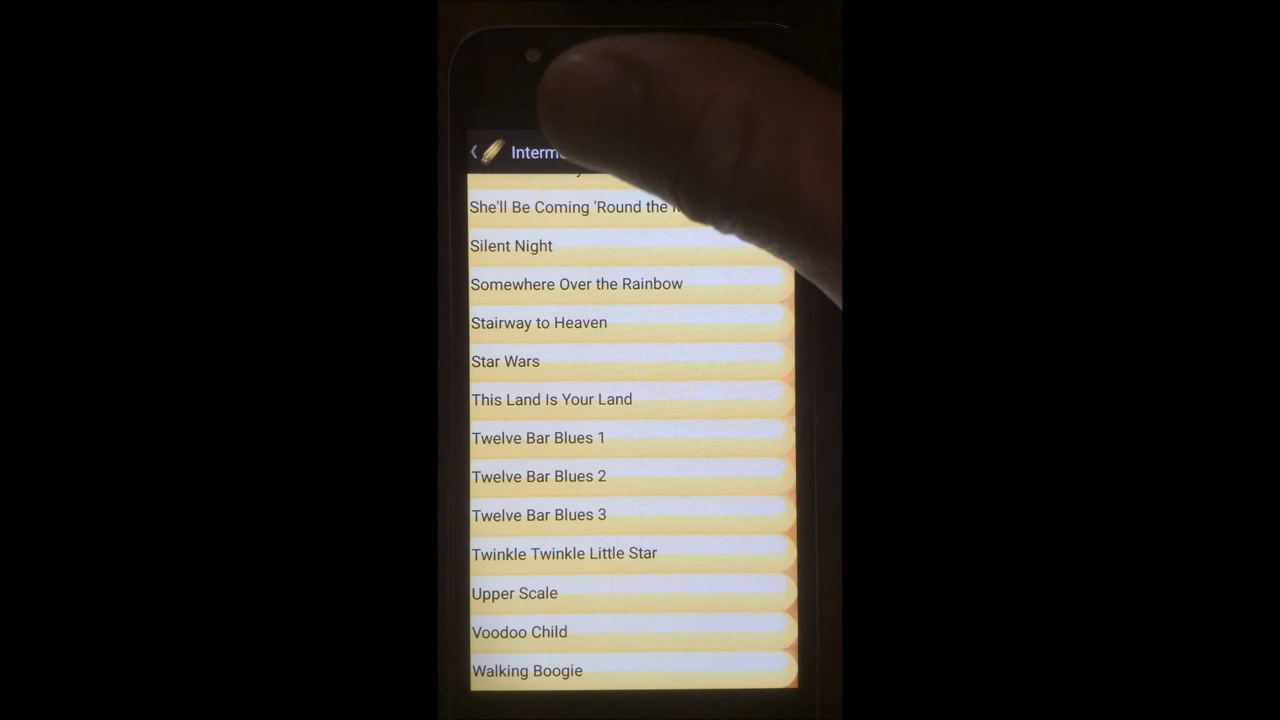 She'll Be Coming 'Round the
Silent Night
Somewhere Over the Rainbow
Stairway to Heaven
Star Wars
This Land Is Your Land
Twelve Bar Blues 1
Twelve Bar Blues 2
Twelve Bar Blues 3
Twinkle Twinkle Little Star
Upper Scale
Voodoo Child
Walking Boogie